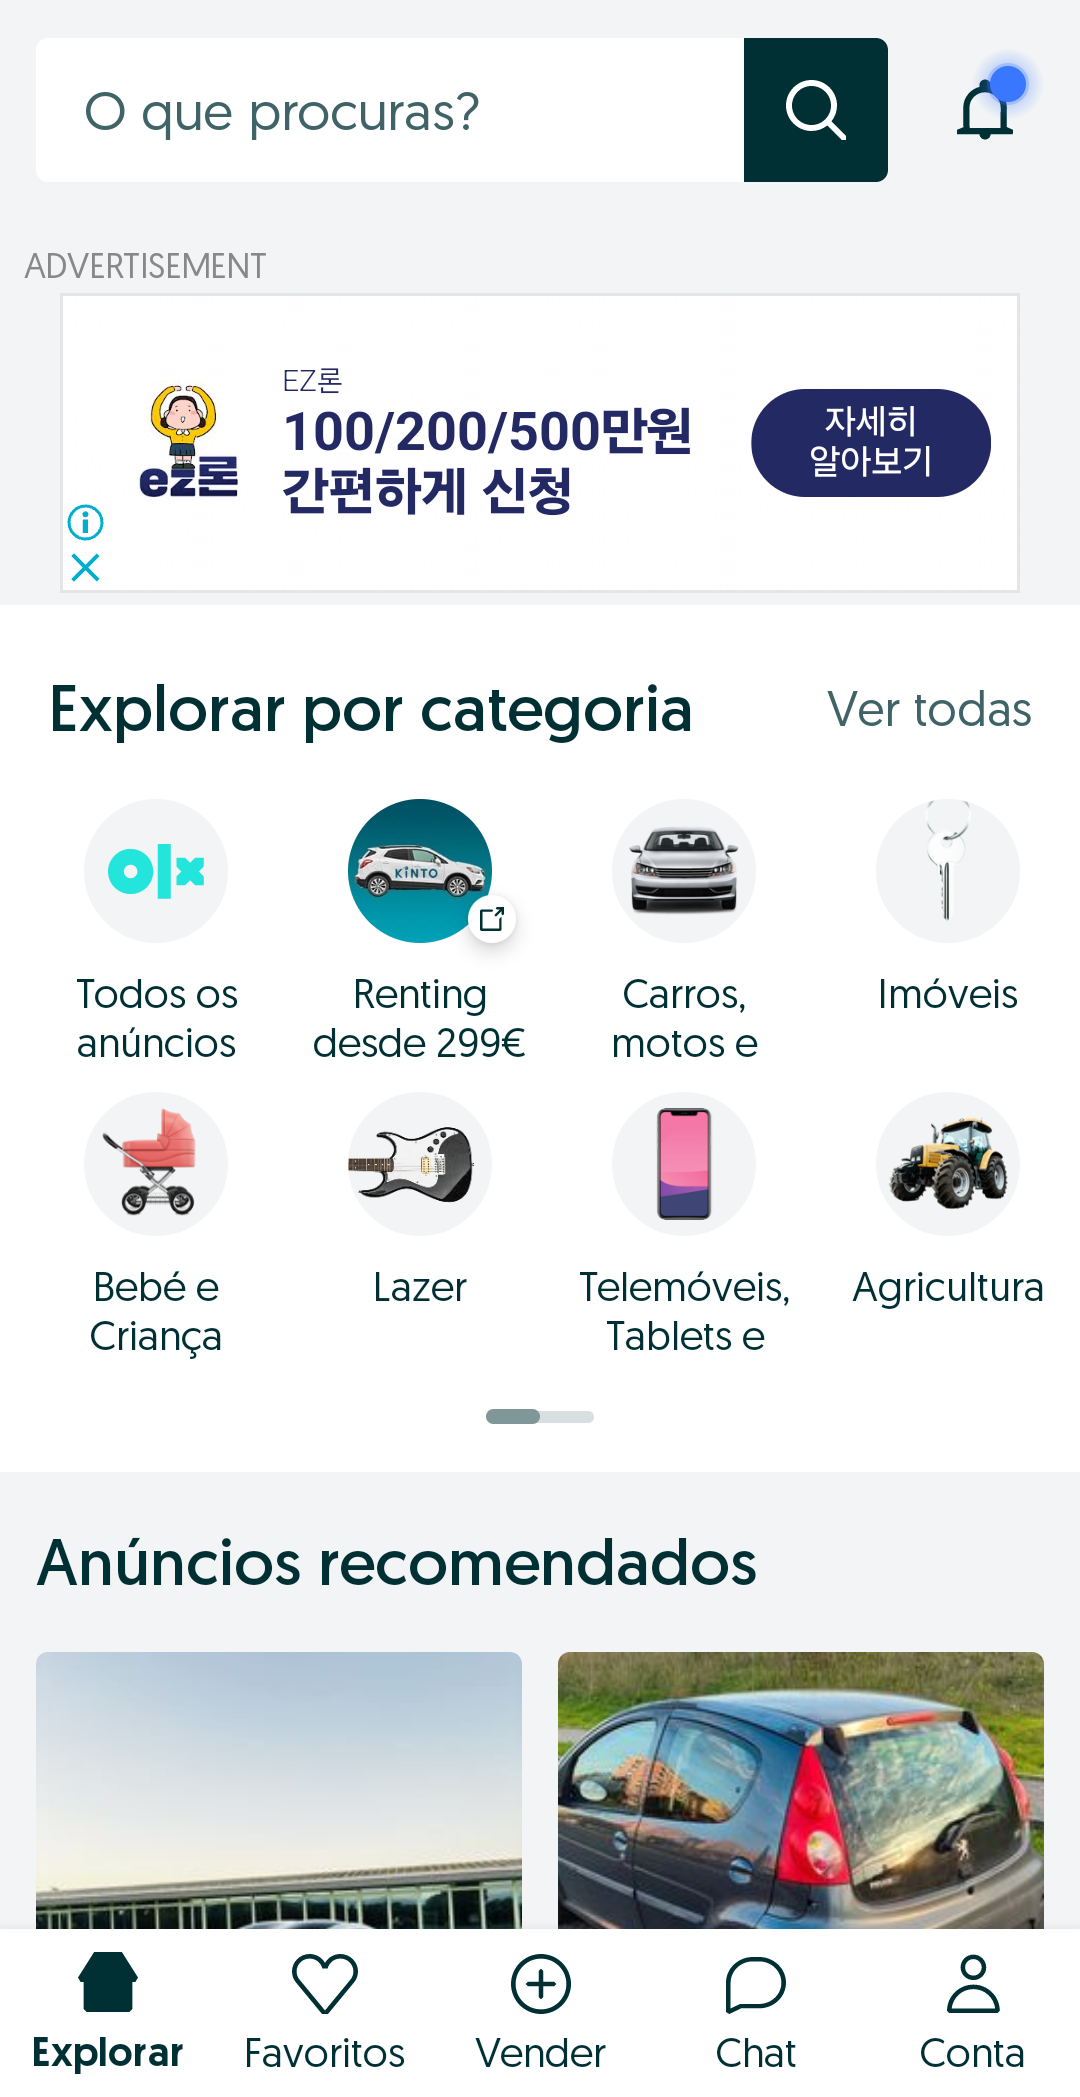 O que procuras?
ADVERTISEMENT
EZ론
100/200/500만원
간편하게 신청
ez론
자세히
알아보기
Explorar por categoria
Ver todas
olx
KINTO
Todos os
anúncios
Renting
desde 299€
Carros,
motos e
Imóveis
Bebé e
Criança
Lazer
Telemóveis,
Tablets e
Agricultura
Anúncios recomendados
Explorar
Favoritos
Vender
Chat
Conta